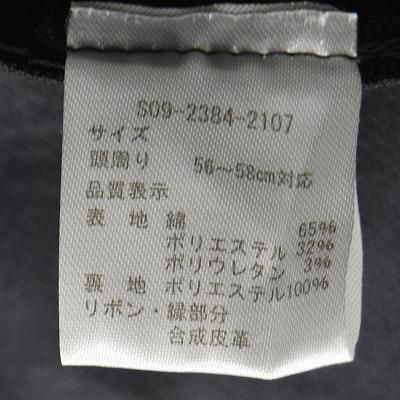 S09-2384-2107
サイズ
頭周り 56〜58cm対応
品質表示
表 地 綿 65%
ポリエステル 32%
ポリウレタン 3%
裏 地 ポリエステル100%
リボン・縁部分
合成皮革